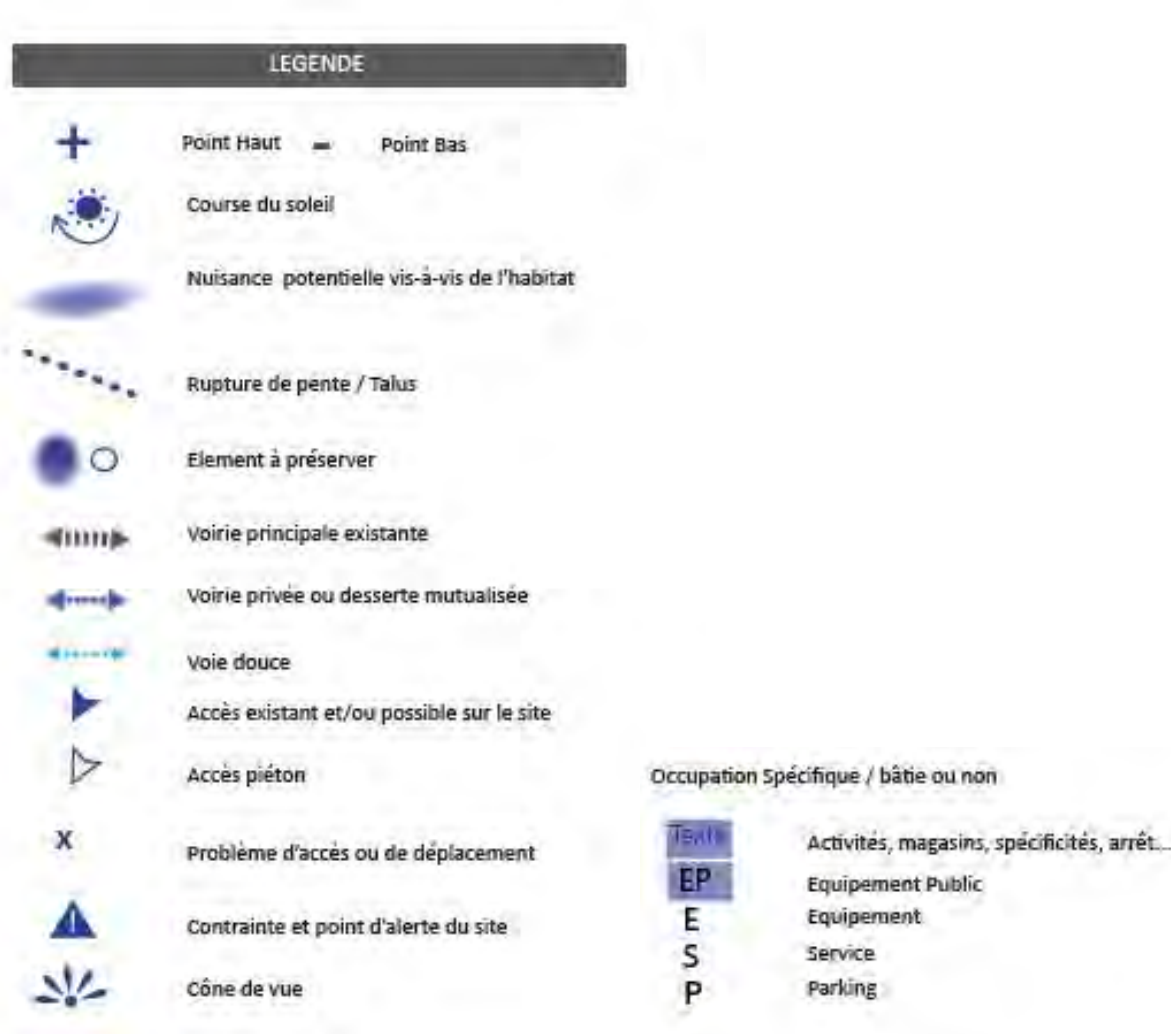 LEGENDE
+ Point Haut - Point Bas
Course du soleil
Nuisance potentielle vis-à-vis de l'habitat
Rupture de pente / Talus
Element à préserver
Voirie principale existante
Voirie privée ou desserte mutualisée
Voie douce
Accès existant et/ou possible sur le site
Accès piéton
x Problème d'accès ou de déplacement
! Contrainte et point d'alerte du site
Cône de vue
Occupation Spécifique / bâtie ou non
Texte Activités, magasins, spécificités, arrêt...
EP Equipement Public
E Equipement
S Service
P Parking